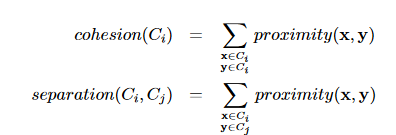 cohesion(C_i) = ∑_{x∈C_i, y∈C_i} proximity(x, y)
separation(C_i, C_j) = ∑_{x∈C_i, y∈C_j} proximity(x, y)